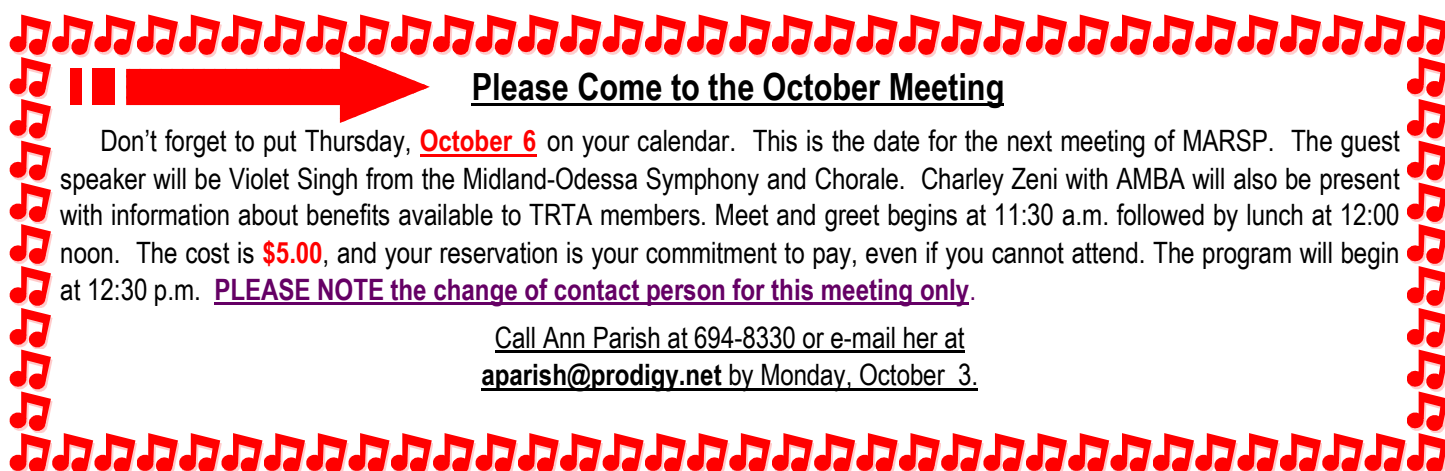 Please Come to the October Meeting
Don’t forget to put Thursday, October 6 on your calendar. This is the date for the next meeting of MARSP. The guest
speaker will be Violet Singh from the Midland-Odessa Symphony and Chorale. Charley Zeni with AMBA will also be present
with information about benefits available to TRTA members. Meet and greet begins at 11:30 a.m. followed by lunch at 12:00
noon. The cost is $5.00, and your reservation is your commitment to pay, even if you cannot attend. The program will begin
at 12:30 p.m. PLEASE NOTE the change of contact person for this meeting only.
Call Ann Parish at 694-8330 or e-mail her at
aparish@prodigy.net by Monday, October 3.